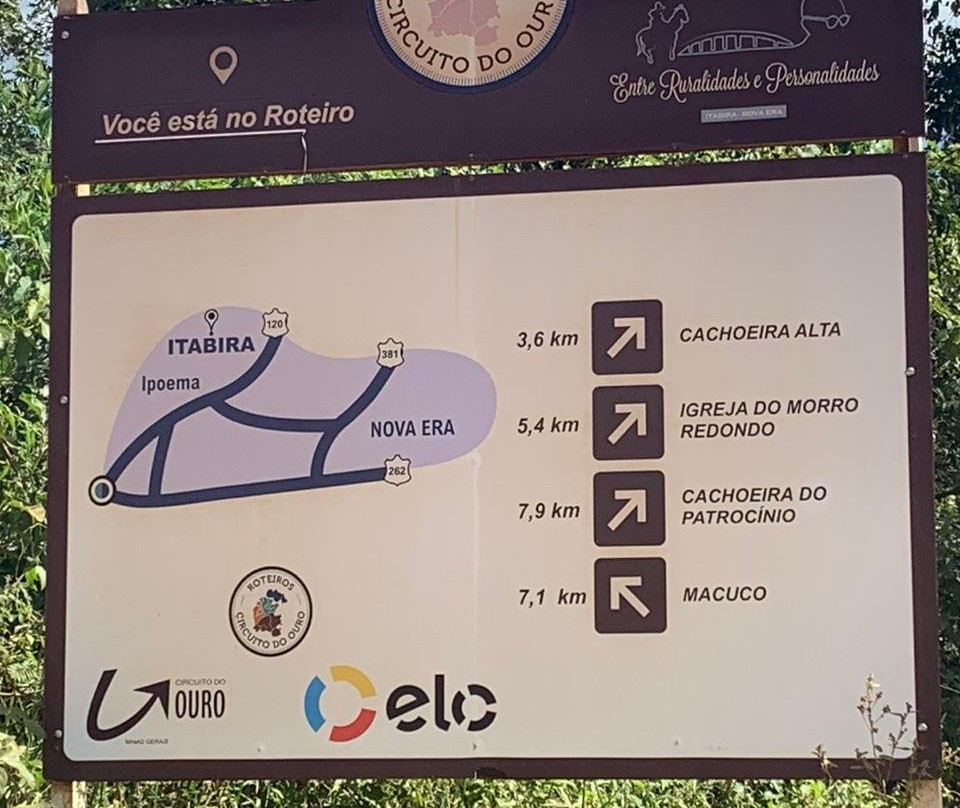 CIRCUITO DO OURO
Entre Ruralidades e Personalidades
ITABIRA - NOVA ERA
Você está no Roteiro
120
ITABIRA
381
Ipoema
NOVA ERA
262
3,6 km CACHOEIRA ALTA
5,4 km IGREJA DO MORRO
REDONDO
7,9 km CACHOEIRA DO
PATROCÍNIO
7,1 km MACUCO
ROTEIROS
CIRCUITO DO OURO
CIRCUITO DO
OURO
MINAS GERAIS
elo